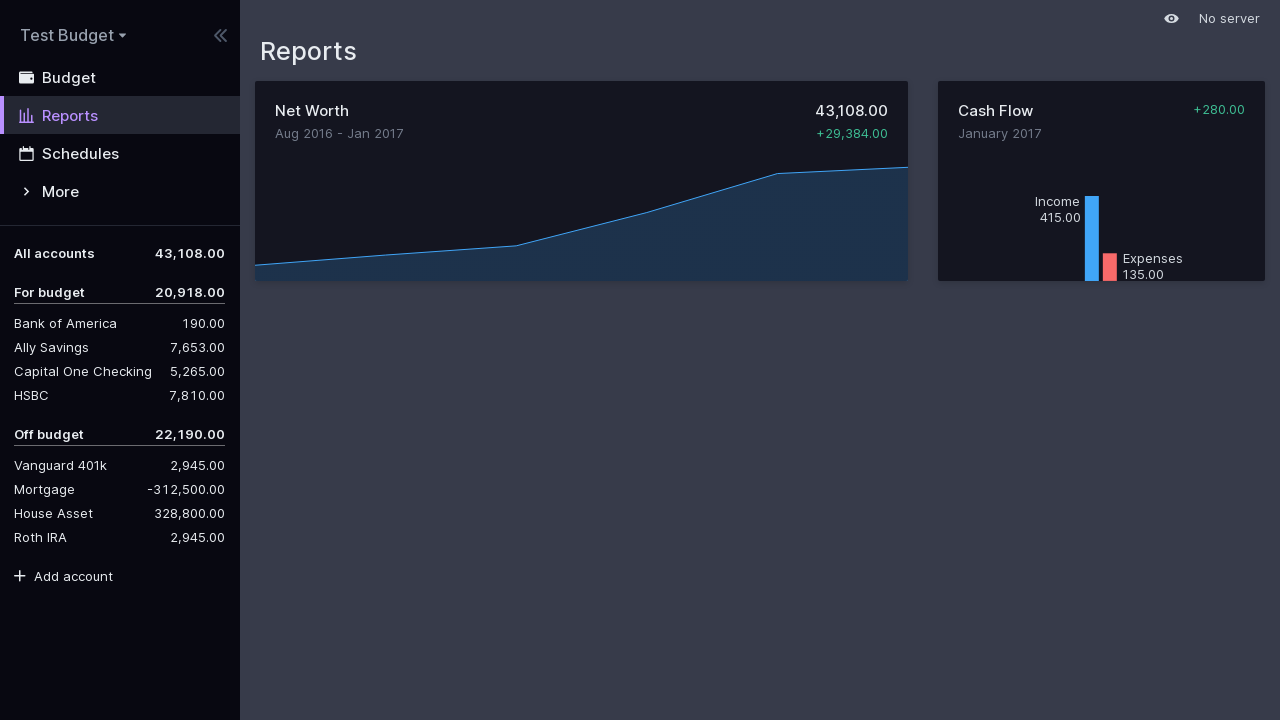 Test Budget
Budget
Reports
Schedules
More
All accounts 43,108.00
For budget 20,918.00
Bank of America 190.00
Ally Savings 7,653.00
Capital One Checking 5,265.00
HSBC 7,810.00
Off budget 22,190.00
Vanguard 401k 2,945.00
Mortgage -312,500.00
House Asset 328,800.00
Roth IRA 2,945.00
Add account
No server
Reports
Net Worth 43,108.00
Aug 2016 - Jan 2017 +29,384.00
Cash Flow +280.00
January 2017
Income
415.00
Expenses
135.00